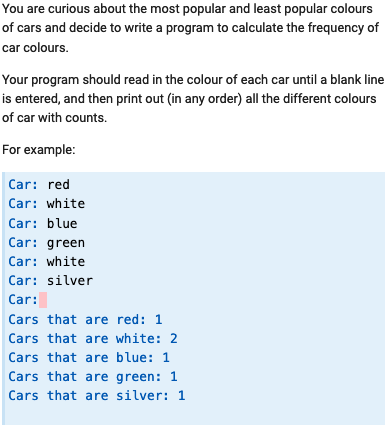 You are curious about the most popular and least popular colours
of cars and decide to write a program to calculate the frequency of
car colours.
Your program should read in the colour of each car until a blank line
is entered, and then print out (in any order) all the different colours
of car with counts.
For example:
Car: red
Car: white
Car: blue
Car: green
Car: white
Car: silver
Car:
Cars that are red: 1
Cars that are white: 2
Cars that are blue: 1
Cars that are green: 1
Cars that are silver: 1